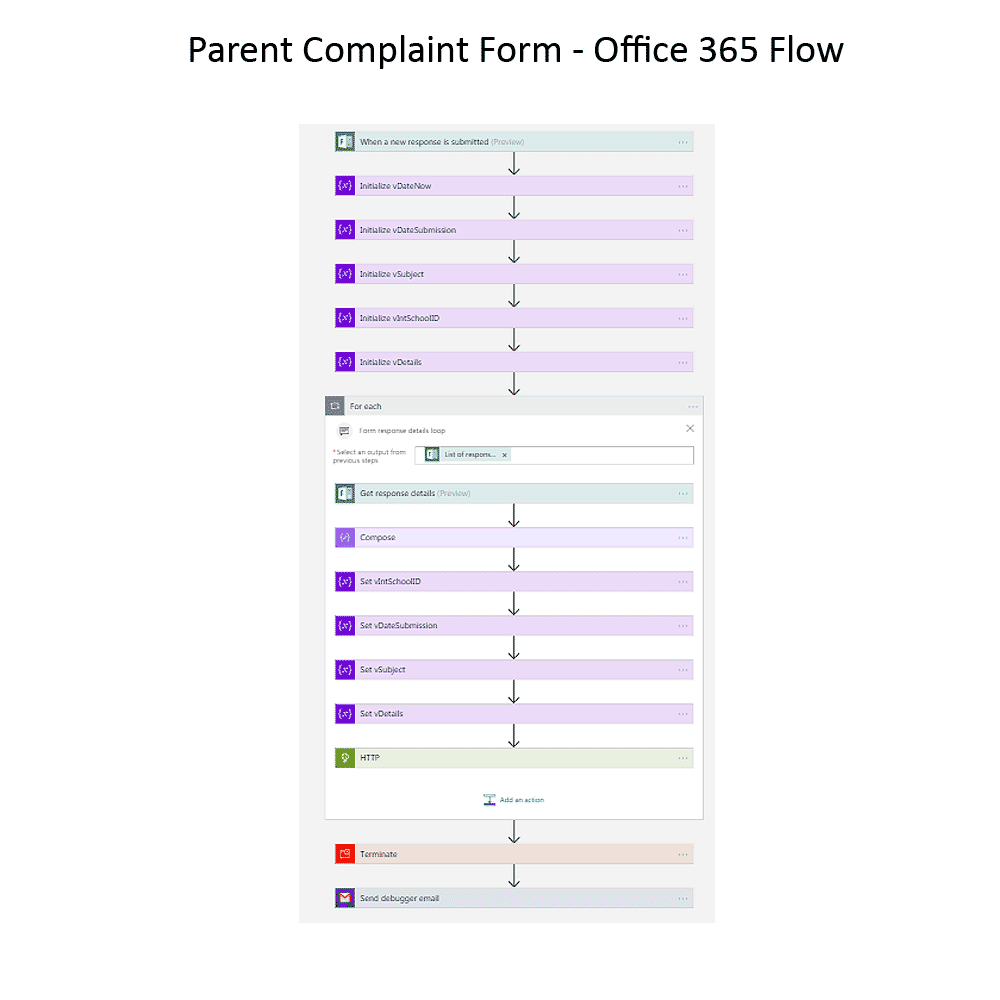 Parent Complaint Form - Office 365 Flow
When a new response is submitted (Preview)
Initialize vDateNow
Initialize vDateSubmission
Initialize vSubject
Initialize vIntSchoolID
Initialize vDetails
For each
Form response details loop
*Select an output from
previous steps
List of respons... x
Get response details (Preview)
Compose
Set vIntSchoolID
Set vDateSubmission
Set vSubject
Set vDetails
HTTP
Add an action
Terminate
Send debugger email